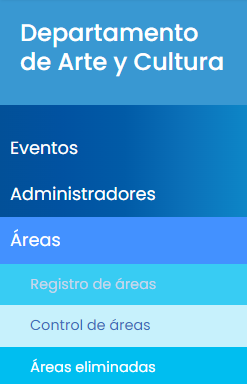 Departamento
de Arte y Cultura
Eventos
Administradores
Áreas
Registro de áreas
Control de áreas
Áreas eliminadas